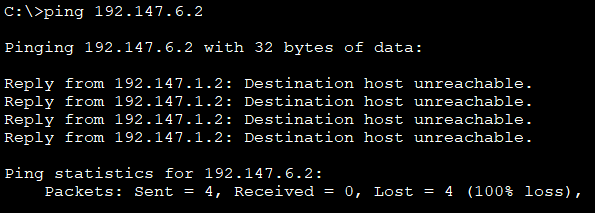 C:\>ping 192.147.6.2
Pinging 192.147.6.2 with 32 bytes of data:
Reply from 192.147.1.2: Destination host unreachable.
Reply from 192.147.1.2: Destination host unreachable.
Reply from 192.147.1.2: Destination host unreachable.
Reply from 192.147.1.2: Destination host unreachable.
Ping statistics for 192.147.6.2:
    Packets: Sent = 4, Received = 0, Lost = 4 (100% loss),